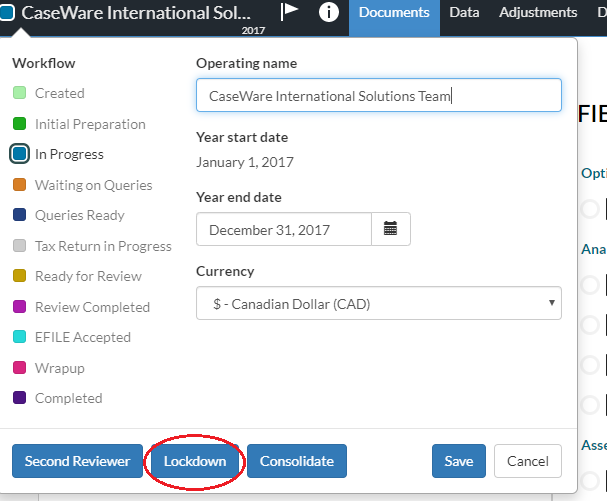 CaseWare International Sol...
2017
Documents
Data
Adjustments
D
Workflow
Created
Initial Preparation
In Progress
Waiting on Queries
Queries Ready
Tax Return in Progress
Ready for Review
Review Completed
EFILE Accepted
Wrapup
Completed
Operating name
CaseWare International Solutions Team
Year start date
January 1, 2017
Year end date
December 31, 2017
Currency
$ - Canadian Dollar (CAD)
Second Reviewer
Lockdown
Consolidate
Save
Cancel
FIE
Opti
Ana
Asse